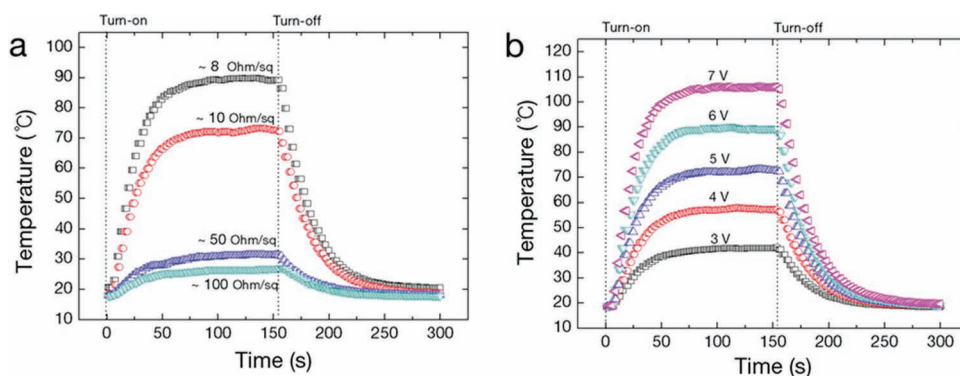 a
Turn-on
Turn-off
Temperature (℃)
100
90
80
70
60
50
40
30
20
10
~ 8 Ohm/sq
~ 10 Ohm/sq
~ 50 Ohm/sq
~ 100 Ohm/sq
0 50 100 150 200 250 300
Time (s)
b
Turn-on
Turn-off
Temperature (℃)
120
110
100
90
80
70
60
50
40
30
20
10
7 V
6 V
5 V
4 V
3 V
0 50 100 150 200 250 300
Time (s)